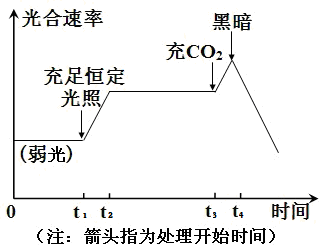 光合速率
黑暗
充CO₂
充足恒定
光照
(弱光)
0 t₁ t₂ t₃ t₄ 时间
(注：箭头指为处理开始时间)